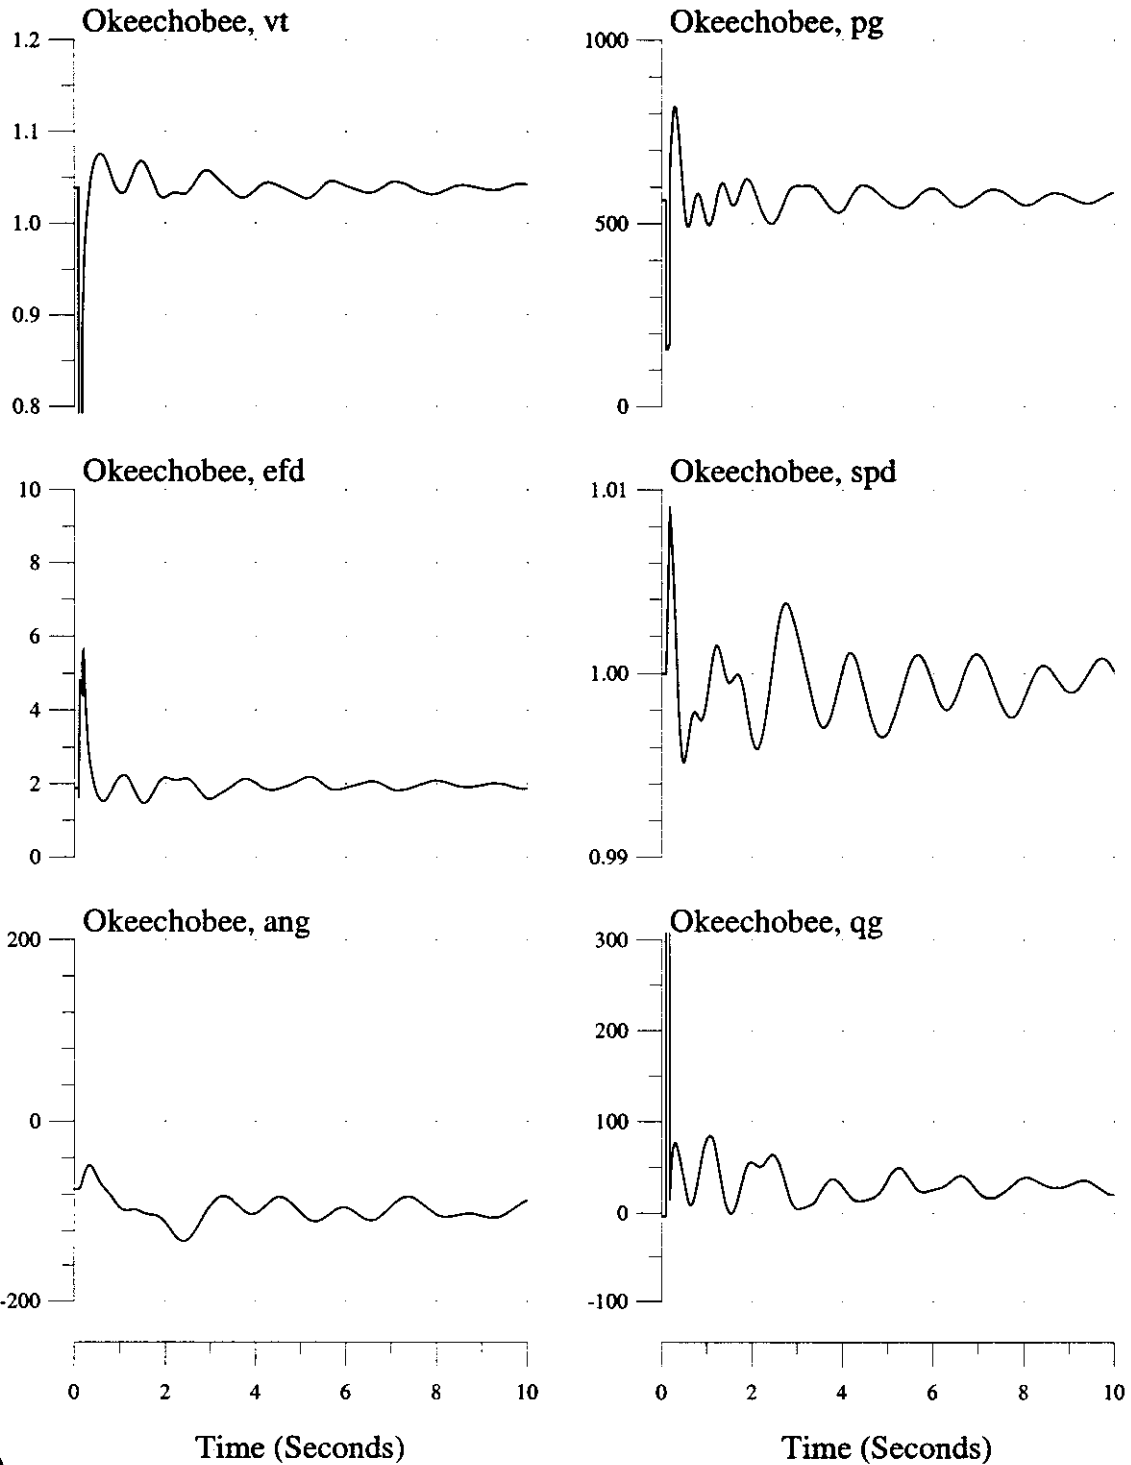 Okeechobee, vt
1.2
1.1
1.0
0.9
0.8
Okeechobee, pg
1000
500
0
Okeechobee, efd
10
8
6
4
2
0
Okeechobee, spd
1.01
1.00
0.99
Okeechobee, ang
200
0
-200
Okeechobee, qg
300
200
100
0
-100
0 2 4 6 8 10
Time (Seconds)
0 2 4 6 8 10
Time (Seconds)